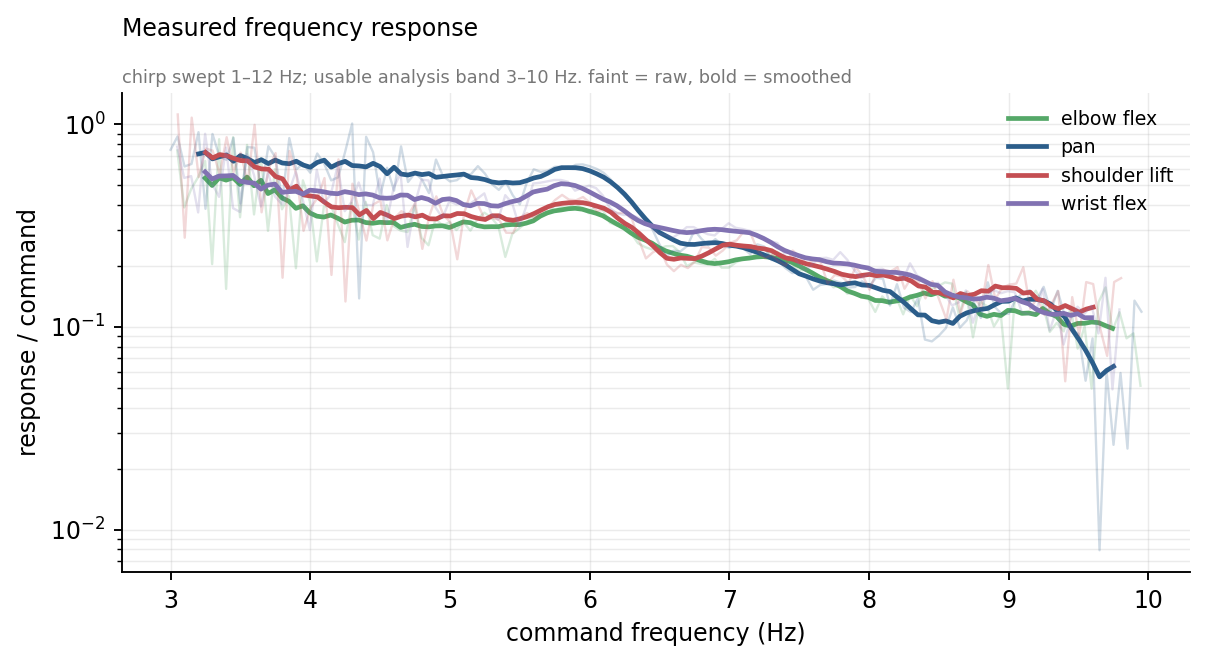 Measured frequency response
chirp swept 1–12 Hz; usable analysis band 3–10 Hz. faint = raw, bold = smoothed
elbow flex
pan
shoulder lift
wrist flex
response / command
10⁰
10⁻¹
10⁻²
3 4 5 6 7 8 9 10
command frequency (Hz)